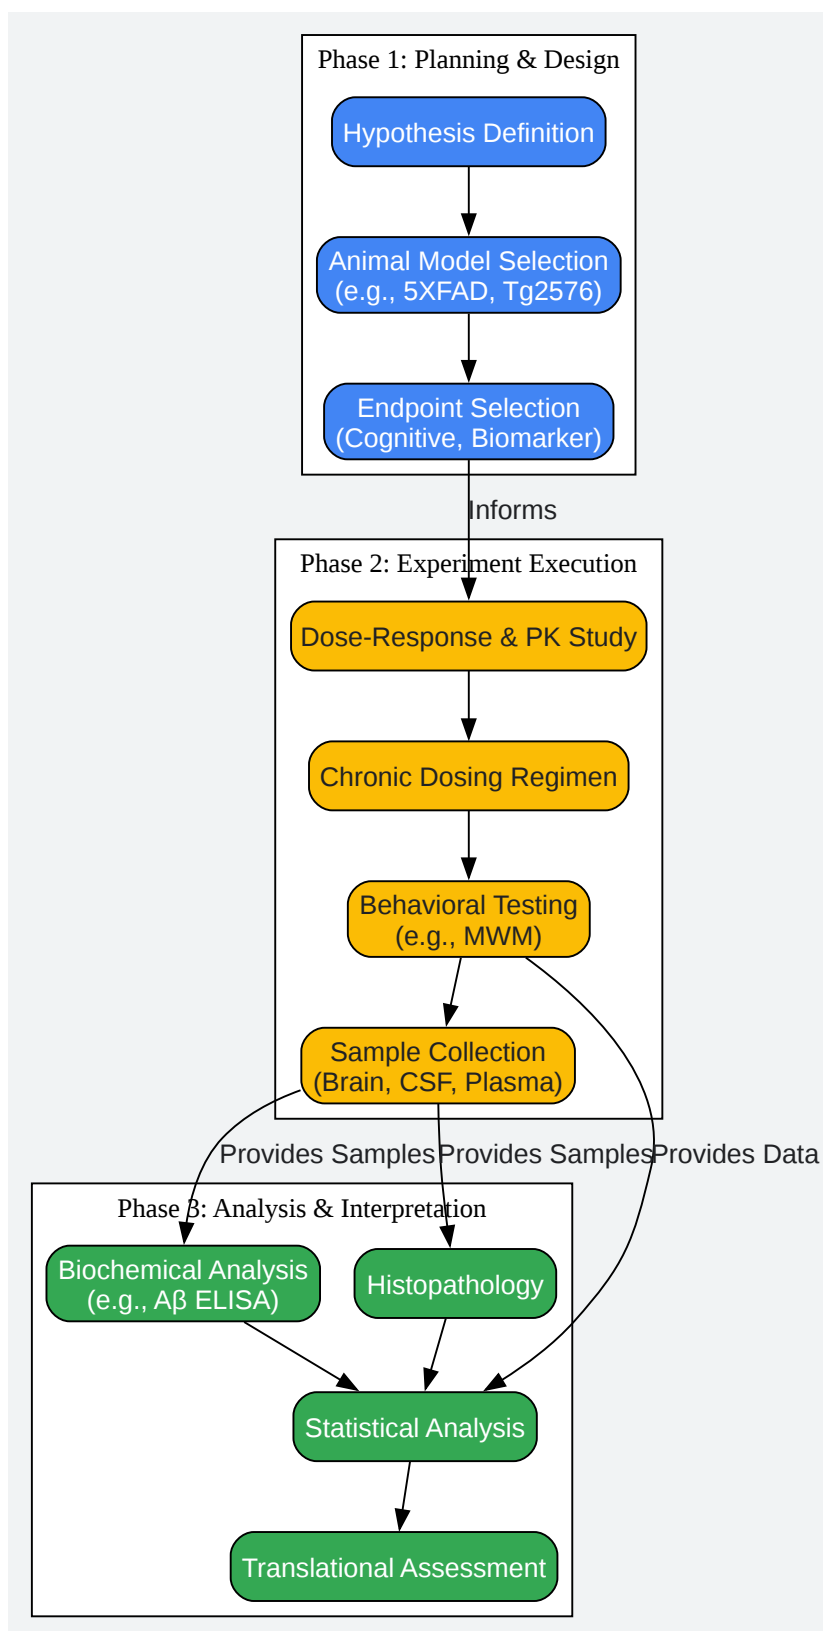 Phase 1: Planning & Design
Hypothesis Definition
Animal Model Selection
(e.g., 5XFAD, Tg2576)
Endpoint Selection
(Cognitive, Biomarker)
Informs
Phase 2: Experiment Execution
Dose-Response & PK Study
Chronic Dosing Regimen
Behavioral Testing
(e.g., MWM)
Sample Collection
(Brain, CSF, Plasma)
Provides Samples
Provides Samples
Provides Data
Phase 3: Analysis & Interpretation
Biochemical Analysis
(e.g., Aβ ELISA)
Histopathology
Statistical Analysis
Translational Assessment